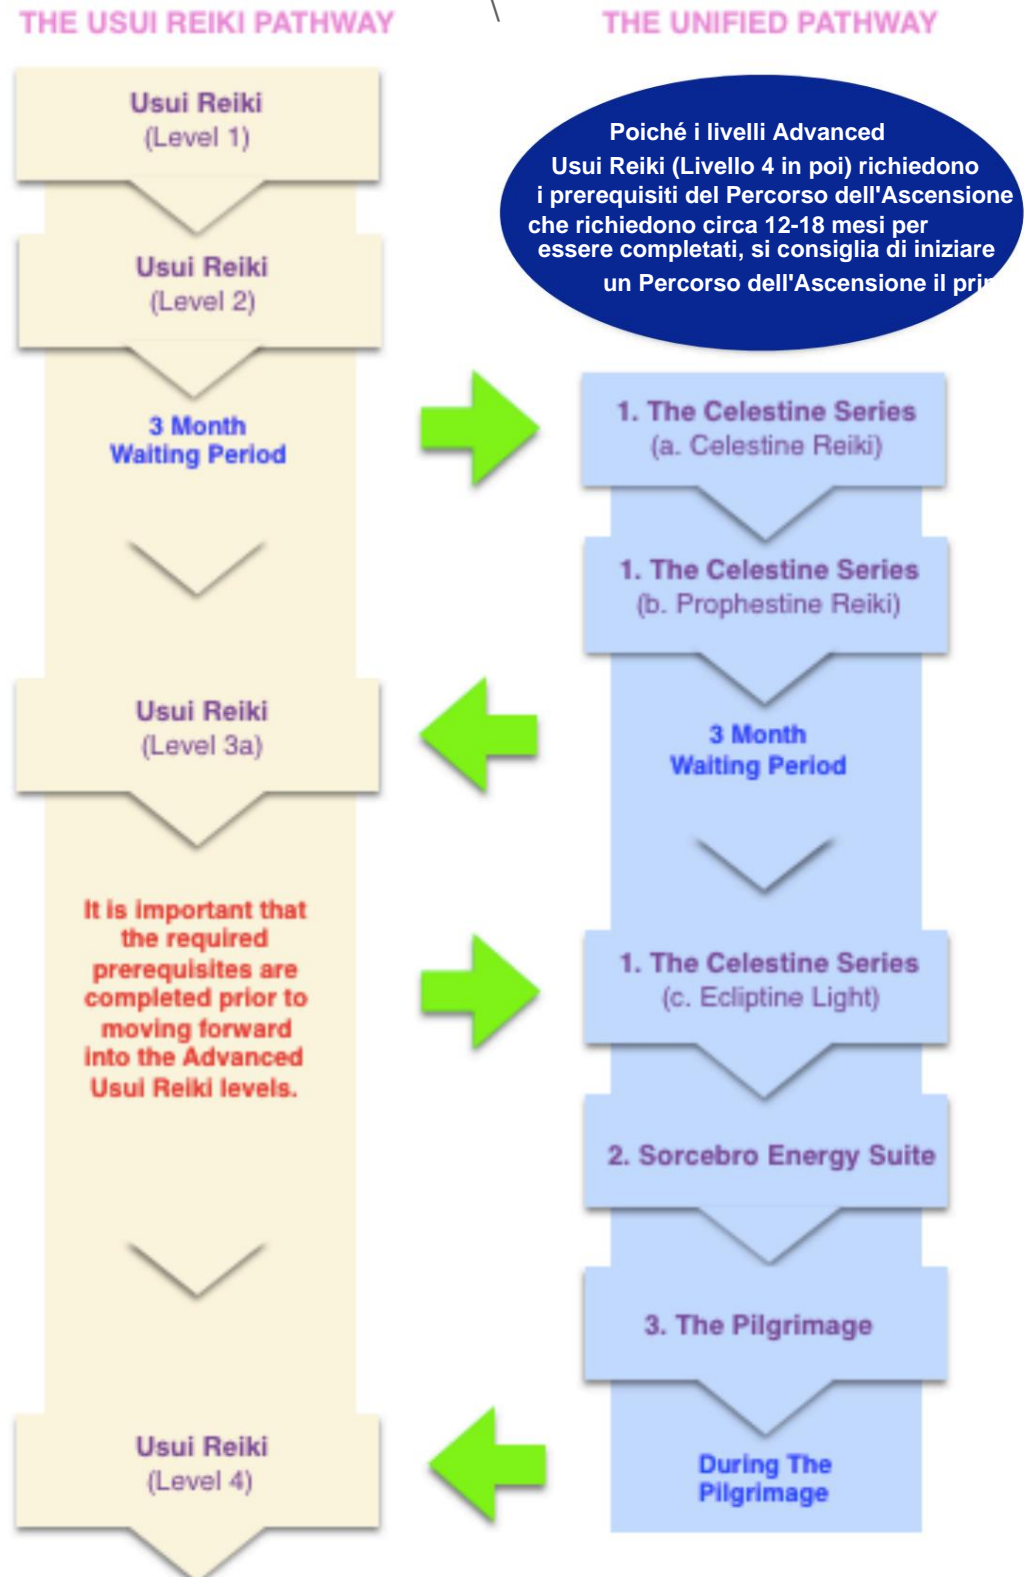 THE USUI REIKI PATHWAY
Usui Reiki
(Level 1)
Usui Reiki
(Level 2)
3 Month
Waiting Period
Usui Reiki
(Level 3a)
It is important that
the required
prerequisites are
completed prior to
moving forward
into the Advanced
Usui Reiki levels.
Usui Reiki
(Level 4)
\
THE UNIFIED PATHWAY
Poiché i livelli Advanced
Usui Reiki (Livello 4 in poi) richiedono
i prerequisiti del Percorso dell'Ascensione
che richiedono circa 12-18 mesi per
essere completati, si consiglia di iniziare
un Percorso dell'Ascensione il
1. The Celestine Series
(a. Celestine Reiki)
1. The Celestine Series
(b. Prophestine Reiki)
3 Month
Waiting Period
1. The Celestine Series
(c. Ecliptine Light)
2. Sorcebro Energy Suite
3. The Pilgrimage
During The
Pilgrimage